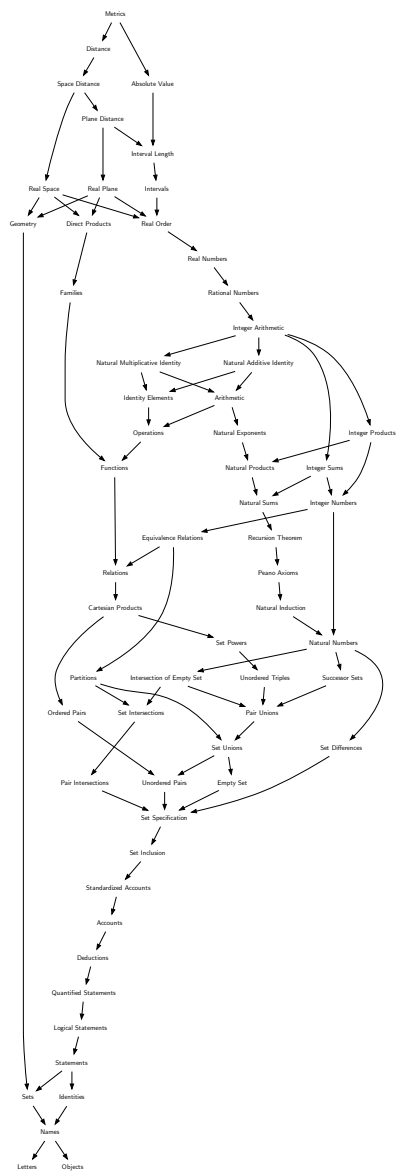 Metrics
Distance
Space Distance
Absolute Value
Plane Distance
Interval Length
Real Space
Real Plane
Intervals
Geometry
Direct Products
Real Order
Real Numbers
Families
Rational Numbers
Integer Arithmetic
Natural Multiplicative Identity
Natural Additive Identity
Identity Elements
Arithmetic
Operations
Natural Exponents
Integer Products
Functions
Natural Products
Integer Sums
Natural Sums
Integer Numbers
Equivalence Relations
Recursion Theorem
Relations
Peano Axioms
Cartesian Products
Natural Induction
Set Powers
Natural Numbers
Partitions
Intersection of Empty Set
Unordered Triples
Successor Sets
Ordered Pairs
Set Intersections
Pair Unions
Set Unions
Set Differences
Pair Intersections
Unordered Pairs
Empty Set
Set Specification
Set Inclusion
Standardized Accounts
Accounts
Deductions
Quantified Statements
Logical Statements
Statements
Sets
Identities
Names
Letters
Objects